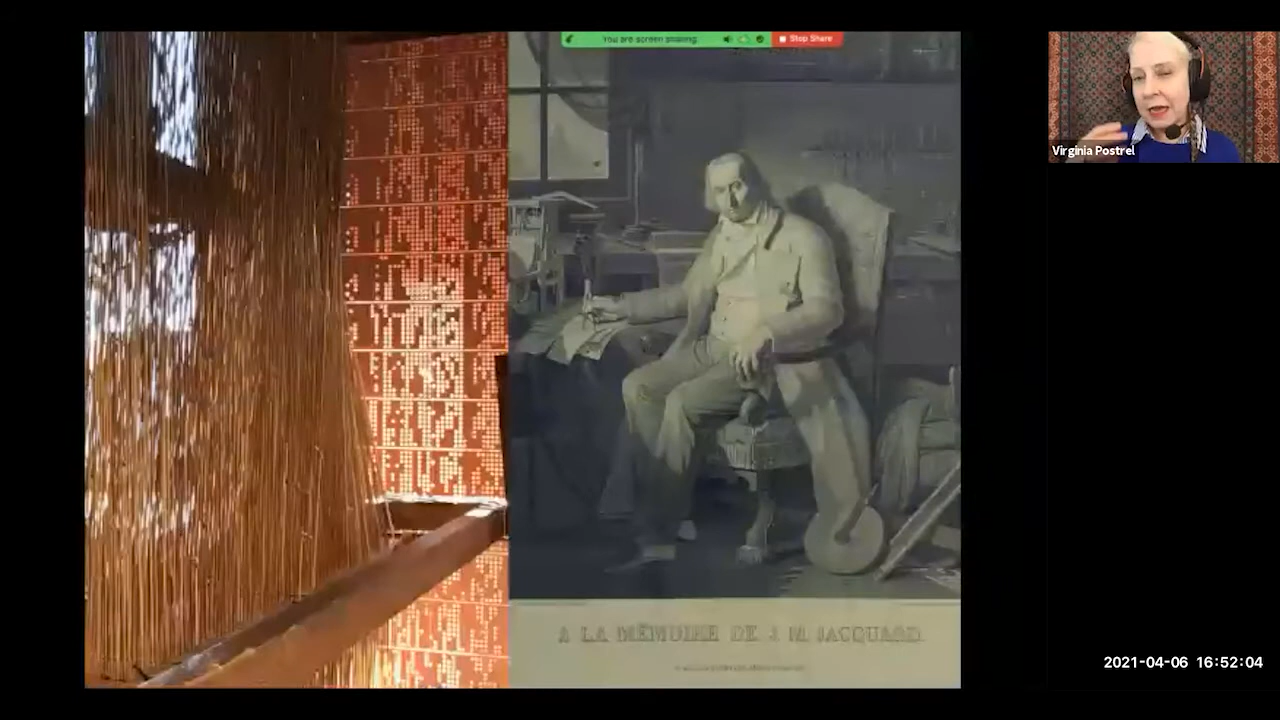 You are screen sharing
Stop Share
Virginia Postrel
A LA MÉMOIRE DE J. M. JACQUARD
2021-04-06 16:52:04